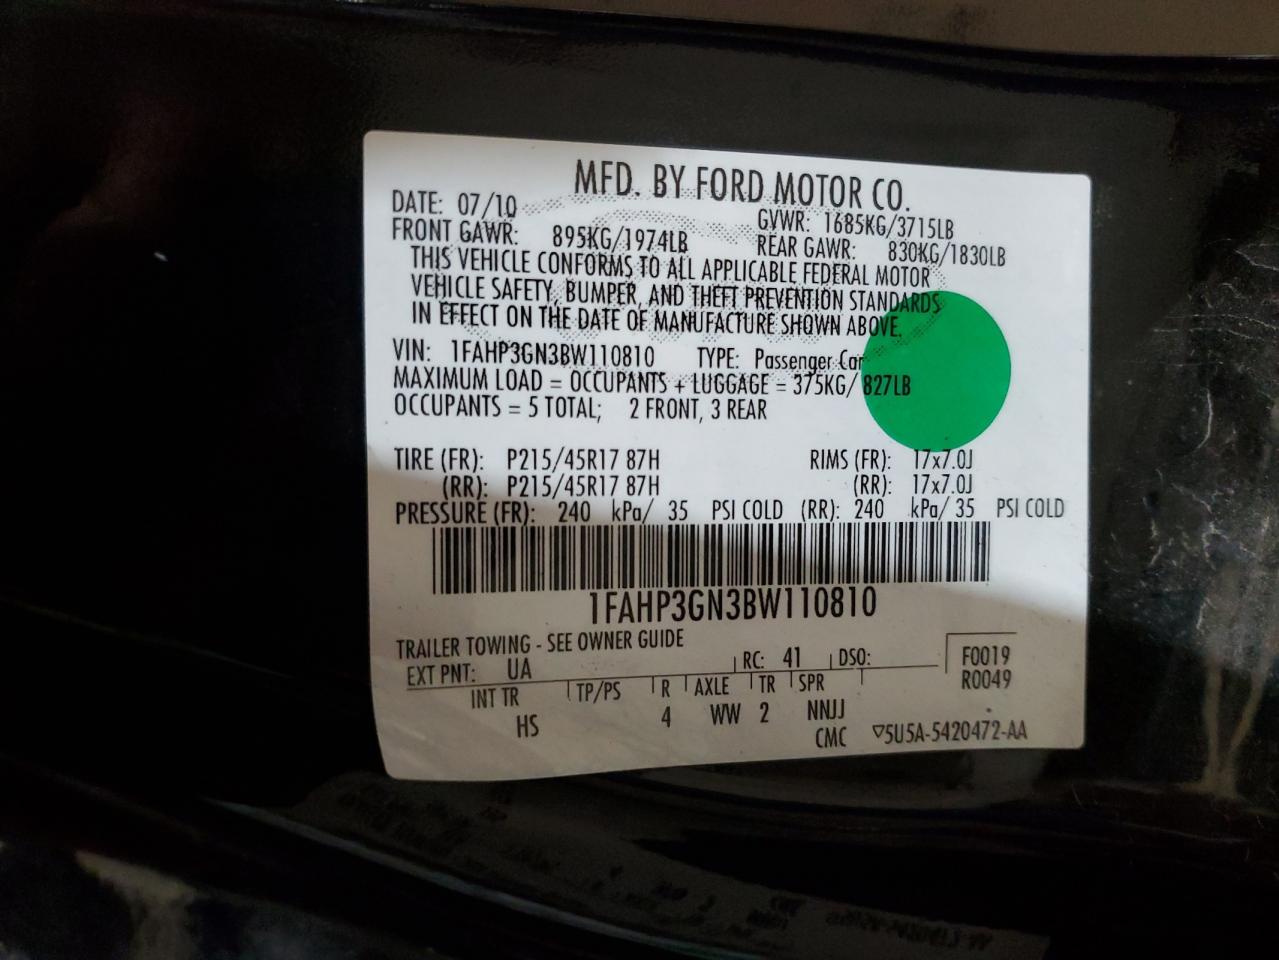 MFD. BY FORD MOTOR CO.
DATE: 07/10 GVWR: 1685KG/3715LB
FRONT GAWR: 895KG/1974LB REAR GAWR: 830KG/1830LB
THIS VEHICLE CONFORMS TO ALL APPLICABLE FEDERAL MOTOR
VEHICLE SAFETY, BUMPER, AND THEFT PREVENTION STANDARDS
IN EFFECT ON THE DATE OF MANUFACTURE SHOWN ABOVE.
VIN: 1FAHP3GN3BW110810 TYPE: Passenger Car
MAXIMUM LOAD = OCCUPANTS + LUGGAGE = 375KG/ 827LB
OCCUPANTS = 5 TOTAL; 2 FRONT, 3 REAR
TIRE (FR): P215/45R17 87H RIMS (FR): 17x7.0J
(RR): P215/45R17 87H (RR): 17x7.0J
PRESSURE (FR): 240 kPa/ 35 PSI COLD (RR): 240 kPa/ 35 PSI COLD
1FAHP3GN3BW110810
TRAILER TOWING - SEE OWNER GUIDE
EXT PNT: UA RC: 41 DSO: F0019
R0049
INT TR TP/PS R AXLE TR SPR
HS 4 WW 2 NNJJ
CMC ▽5U5A-5420472-AA